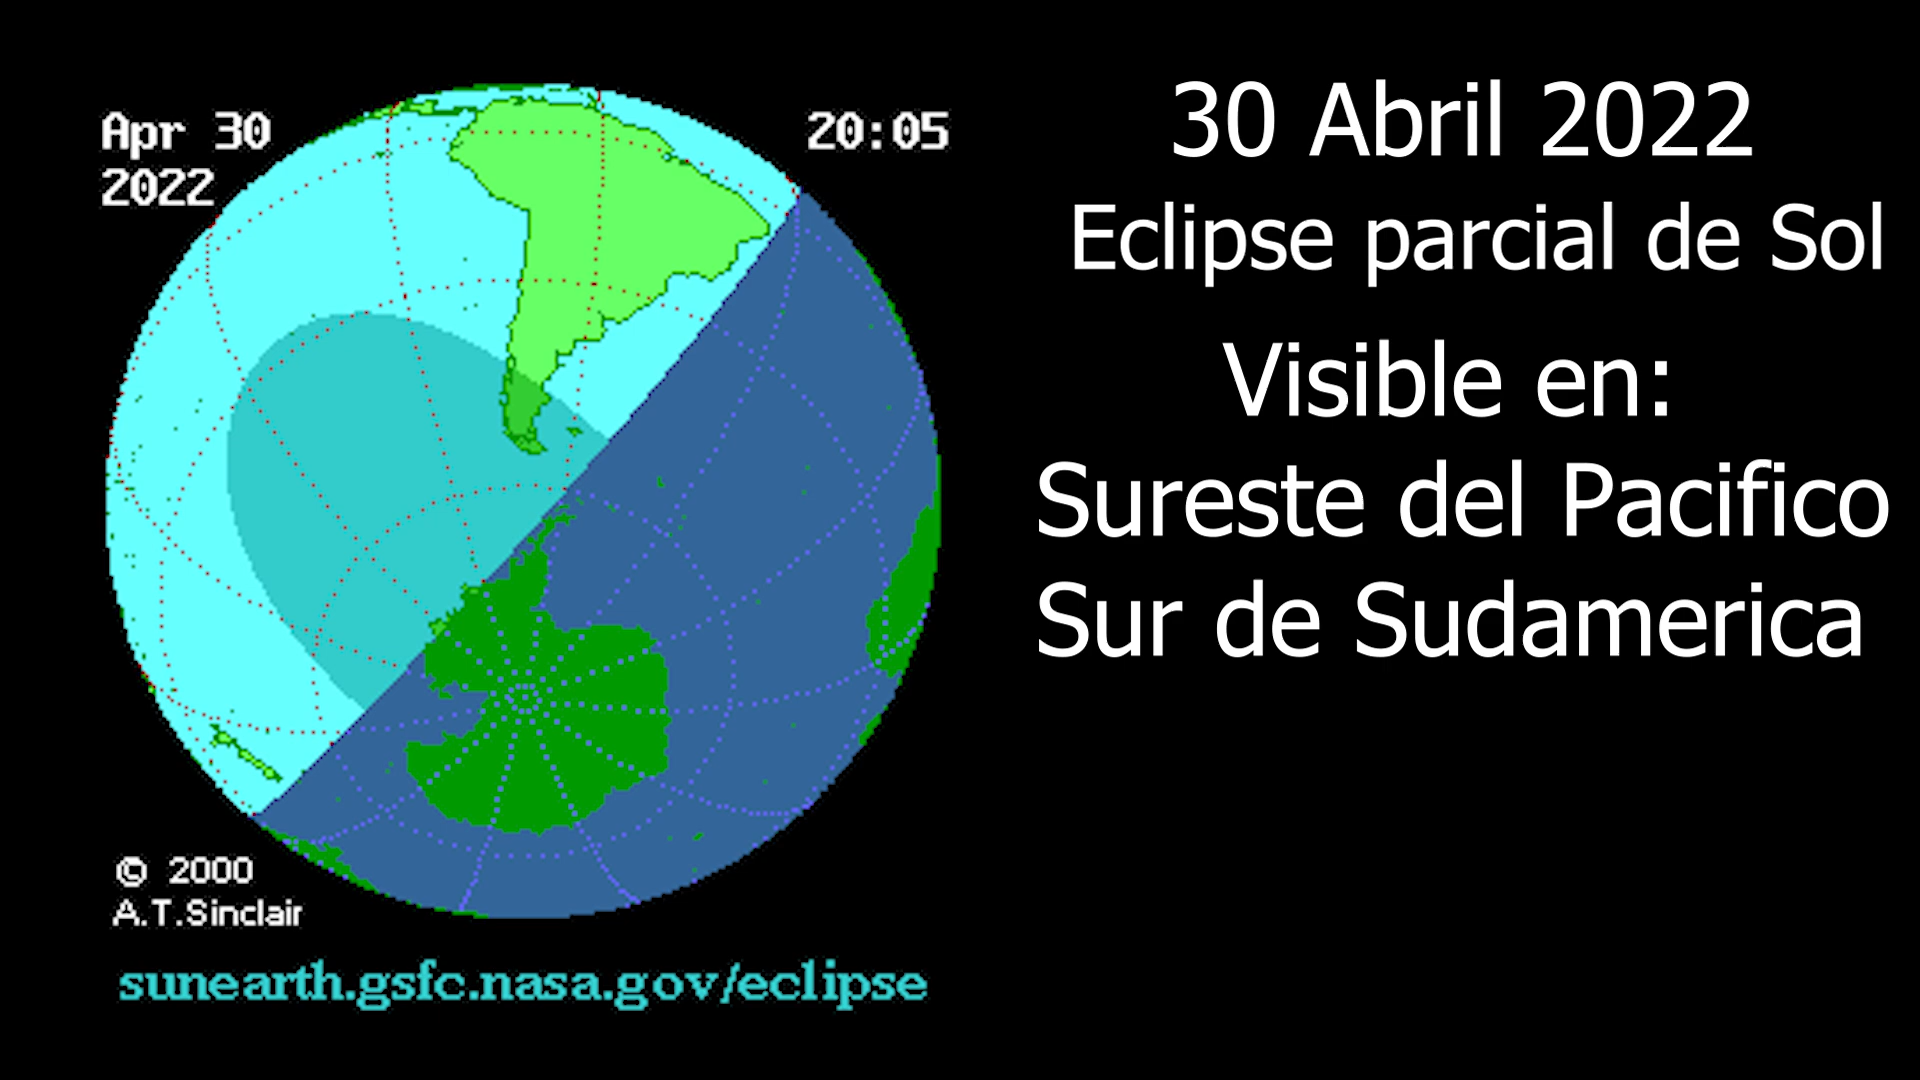 Apr 30
2022
20:05
30 Abril 2022
Eclipse parcial de Sol
Visible en:
Sureste del Pacifico
Sur de Sudamerica
© 2000
A.T.Sinclair
sunearth.gsfc.nasa.gov/eclipse